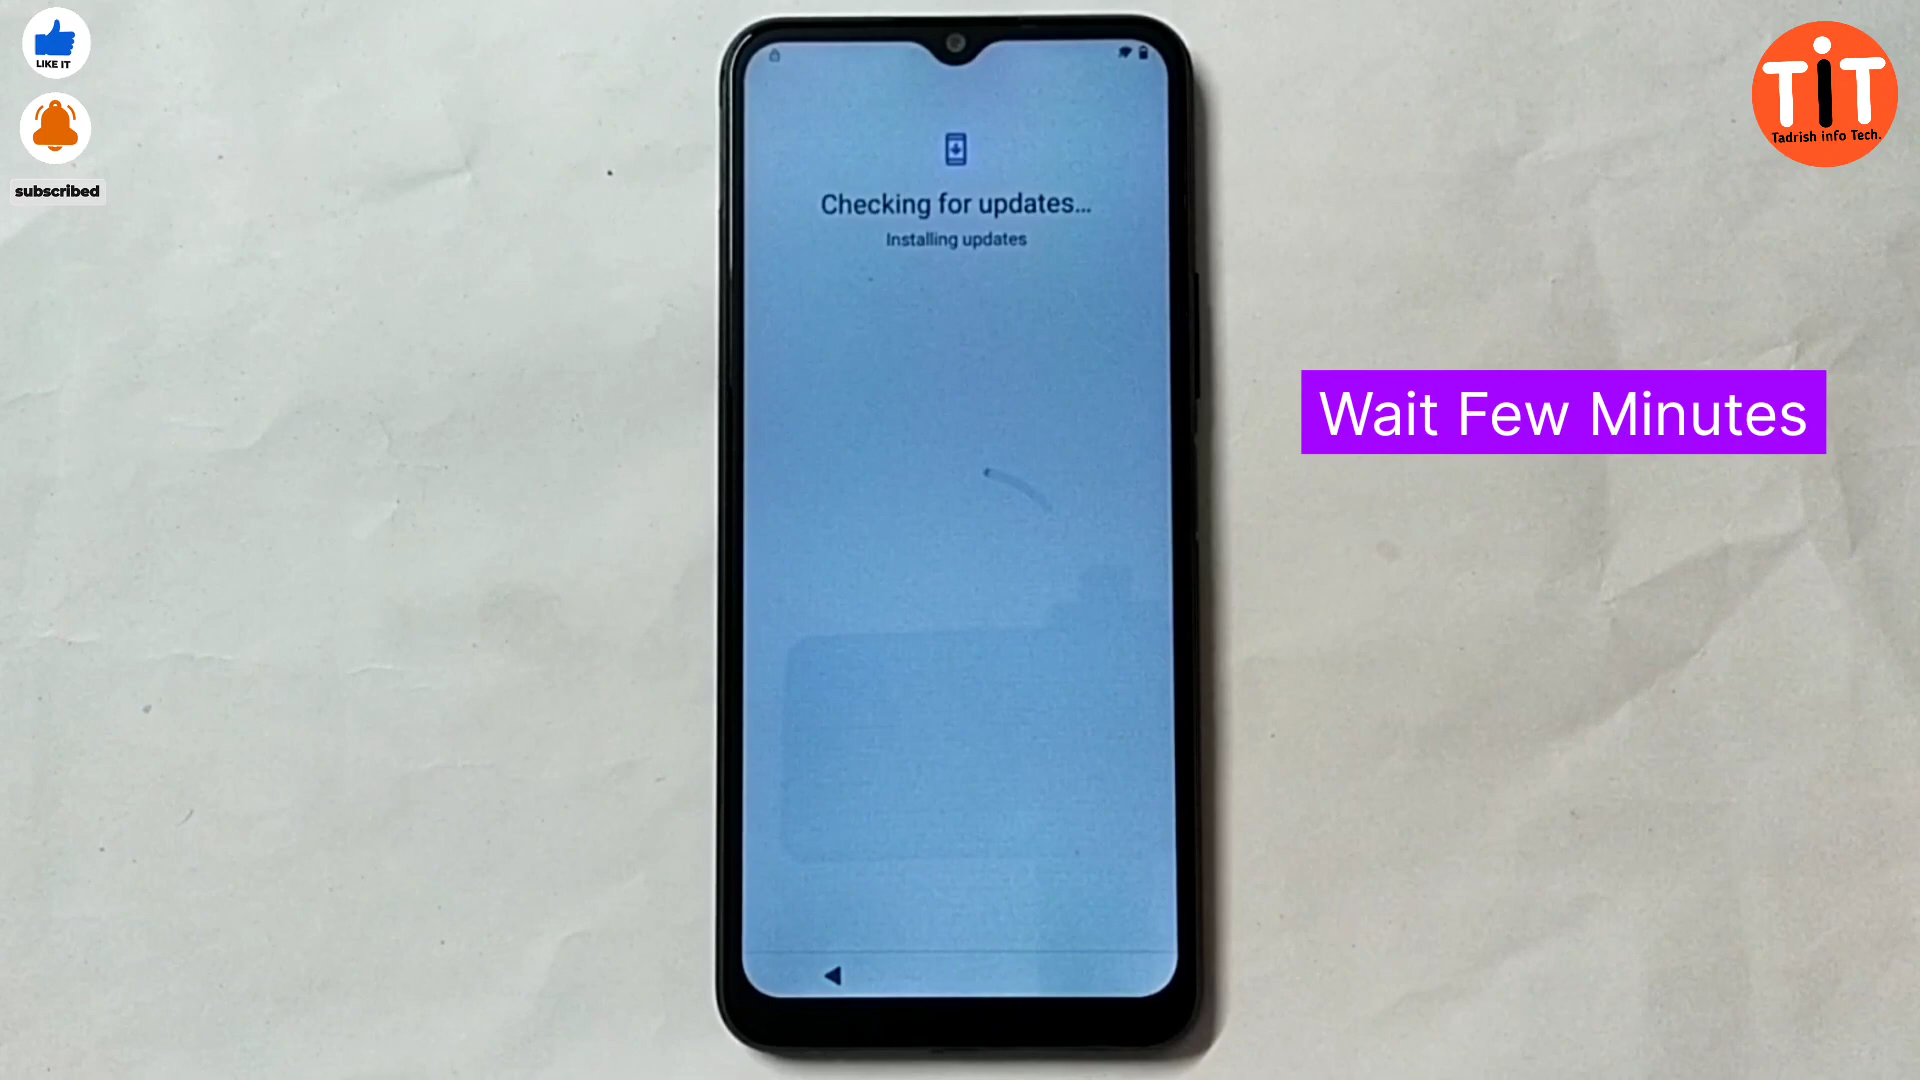 LIKE IT
subscribed
TiT
Tadrish info Tech.
Checking for updates...
Installing updates
Wait Few Minutes